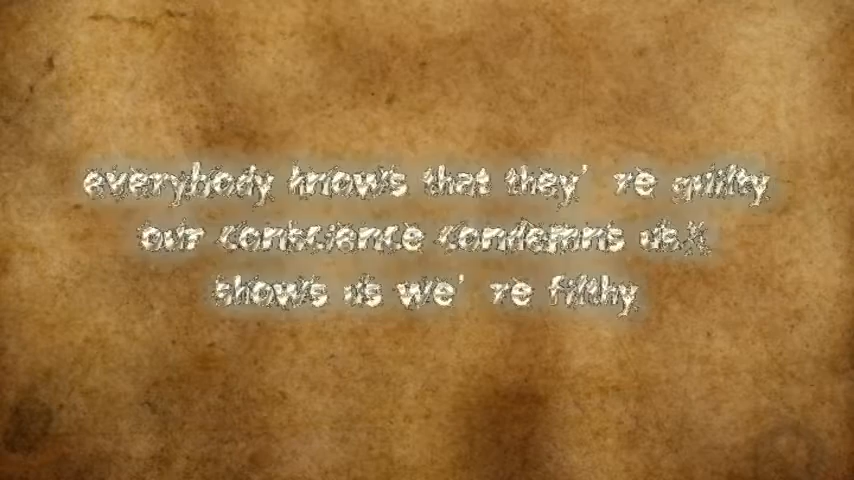 everybody knows that they' re guilty
our conscience condemns us
shows us we' re filthy